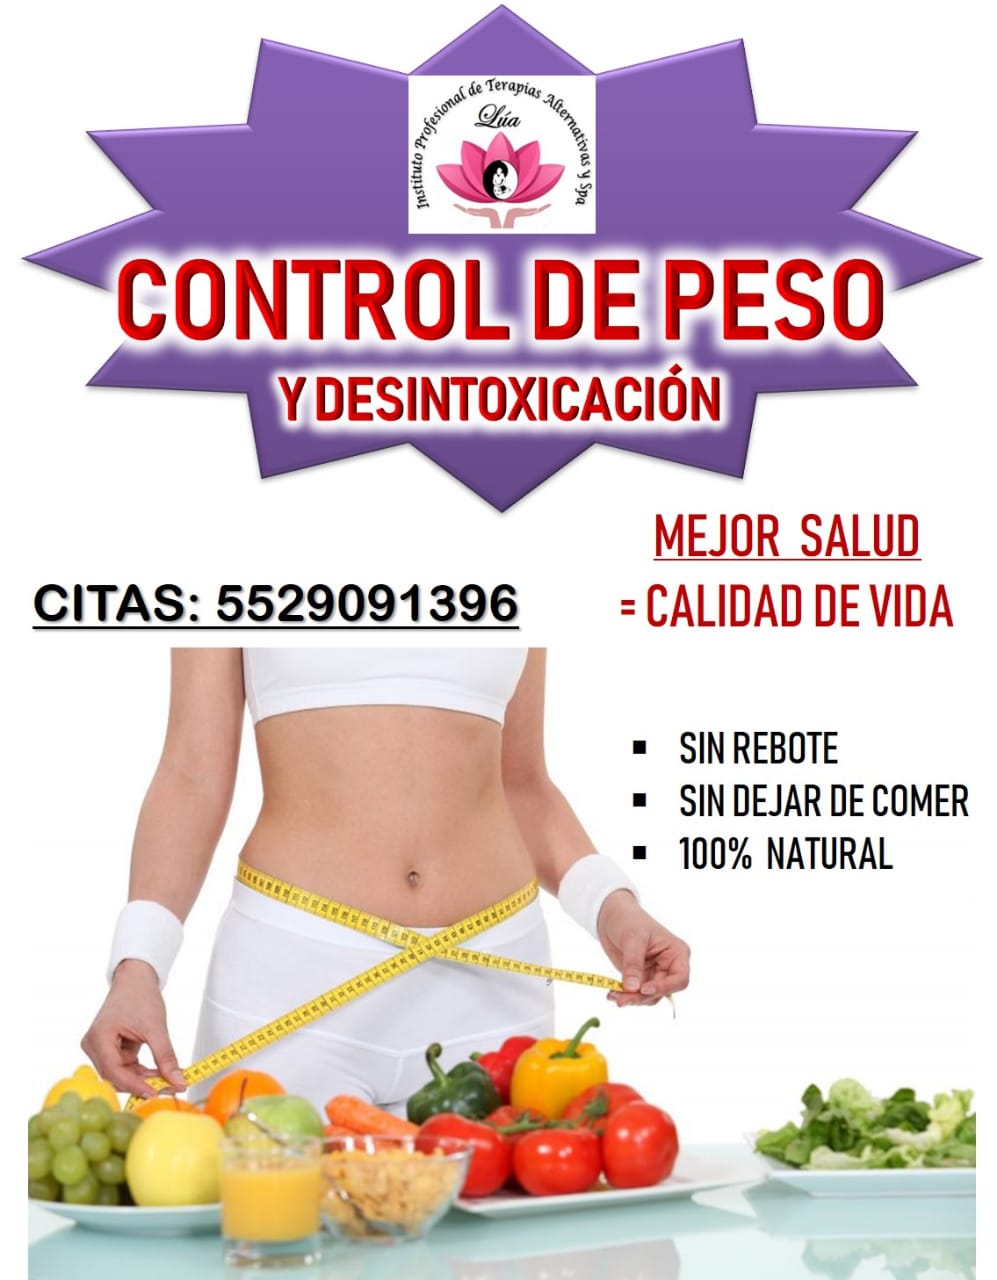 Instituto Profesional de Terapias Alternativas y Spa
Lúa
CONTROL DE PESO
Y DESINTOXICACIÓN
MEJOR SALUD
= CALIDAD DE VIDA
CITAS: 5529091396
▪ SIN REBOTE
▪ SIN DEJAR DE COMER
▪ 100% NATURAL